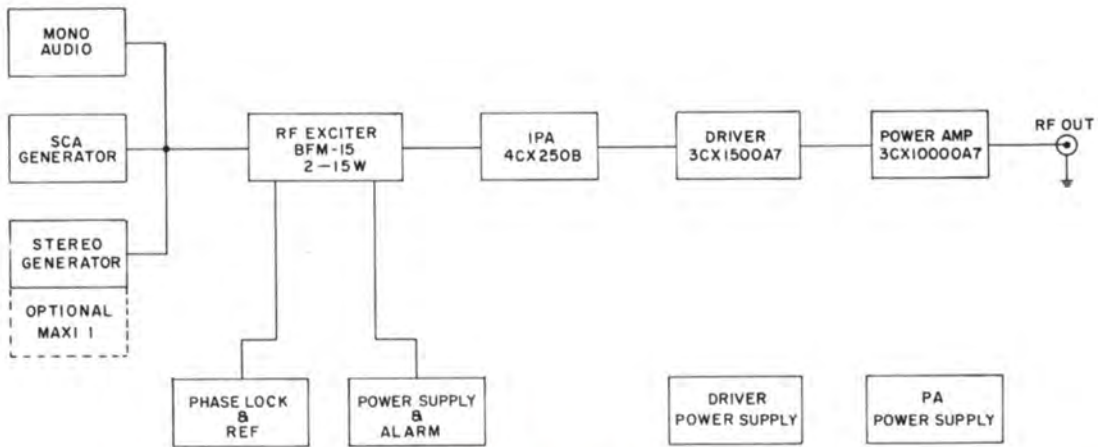 MONO
AUDIO
SCA
GENERATOR
STEREO
GENERATOR
OPTIONAL
MAXI 1
RF EXCITER
BFM-15
2-15W
IPA
4CX250B
DRIVER
3CX1500A7
POWER AMP
3CX10000A7
RF OUT
PHASE LOCK
&
REF
POWER SUPPLY
&
ALARM
DRIVER
POWER SUPPLY
PA
POWER SUPPLY